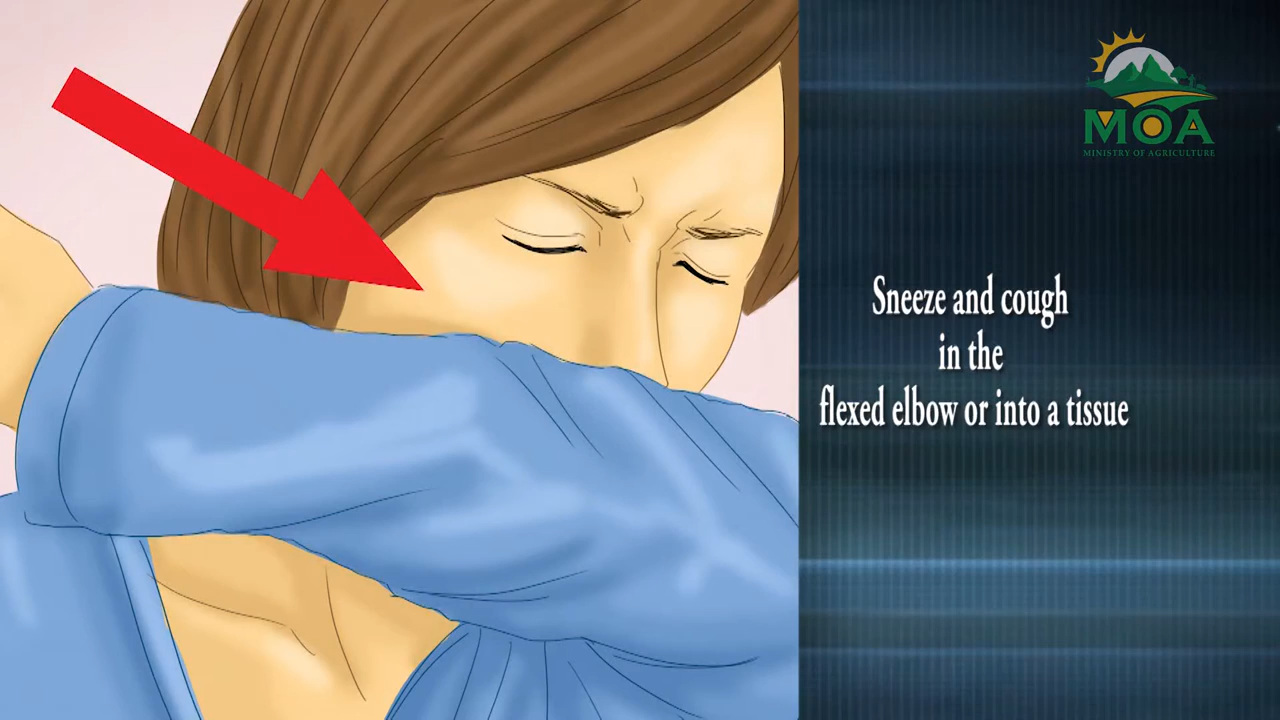 MOA
MINISTRY OF AGRICULTURE
Sneeze and cough
in the
flexed elbow or into a tissue